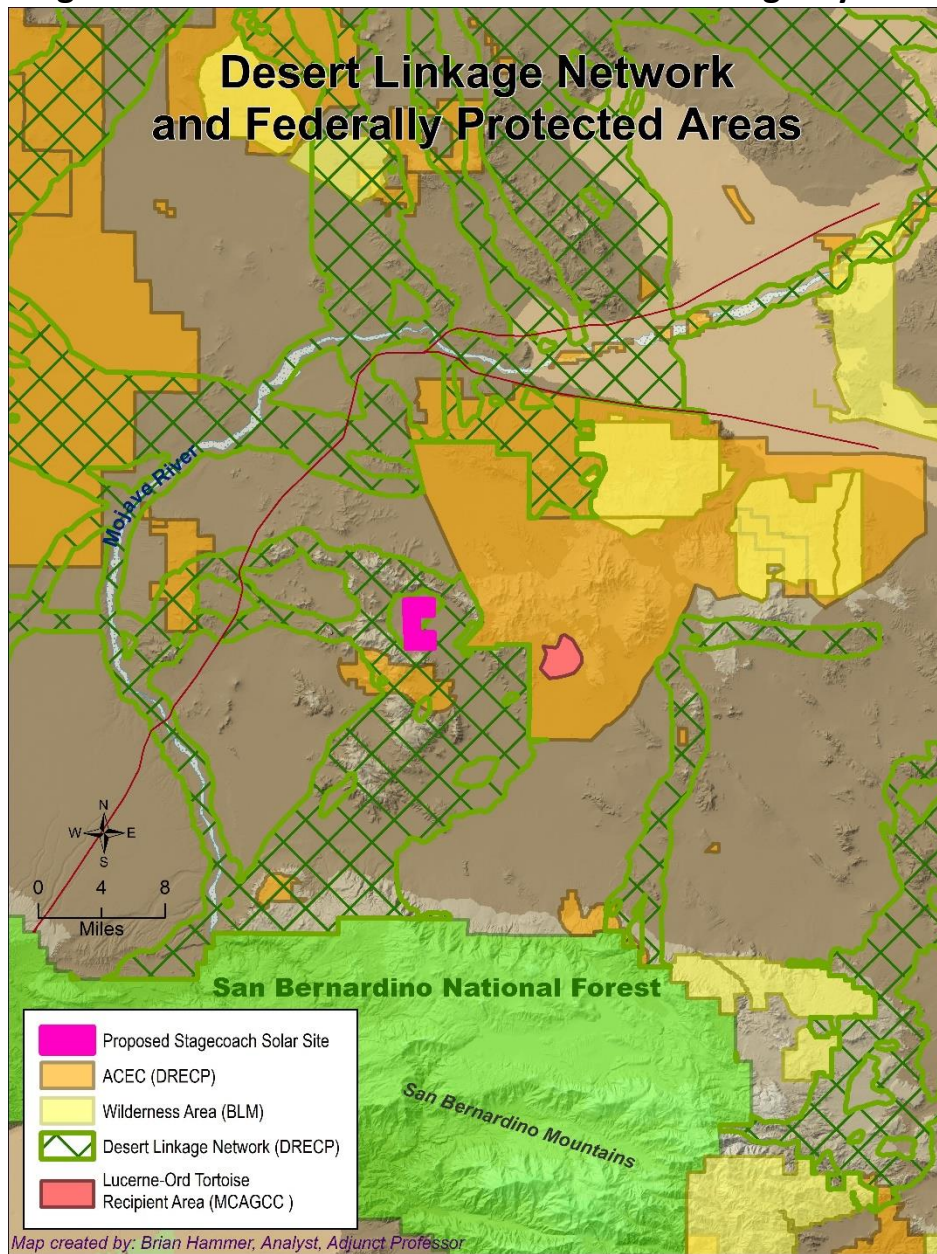 Desert Linkage Network
and Federally Protected Areas
Mojave River
N
W E
S
0 4 8
Miles
San Bernardino National Forest
San Bernardino Mountains
Proposed Stagecoach Solar Site
ACEC (DRECP)
Wilderness Area (BLM)
Desert Linkage Network (DRECP)
Lucerne-Ord Tortoise
Recipient Area (MCAGCC )
Map created by: Brian Hammer, Analyst, Adjunct Professor